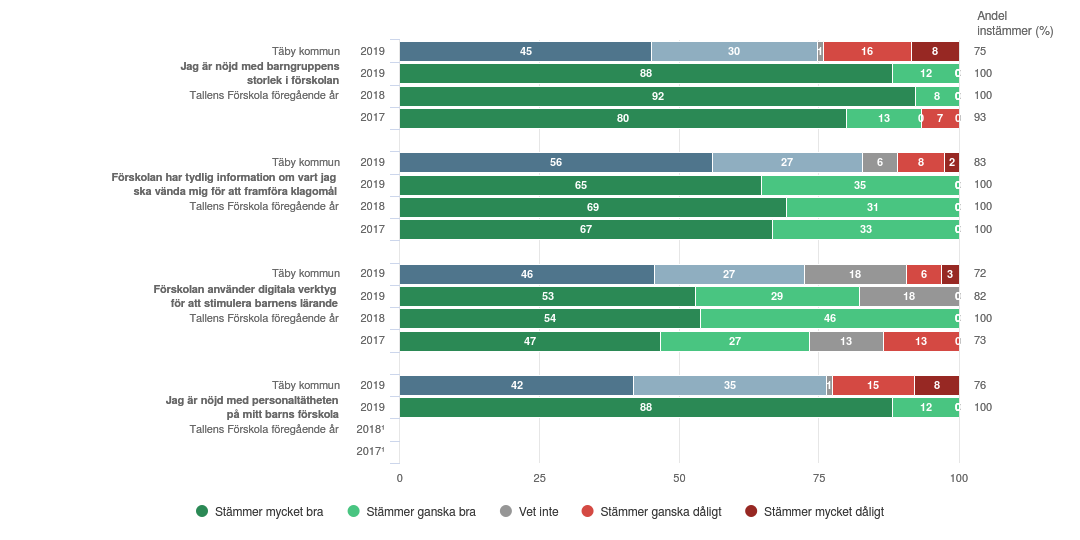 Andel
instämmer (%)
Täby kommun 2019 45 30 1 16 8 75
Jag är nöjd med barngruppens
storlek i förskolan
2019 88 12 0 100
Tallens Förskola föregående år 2018 92 8 0 100
2017 80 13 0 7 0 93
Täby kommun 2019 56 27 6 8 2 83
Förskolan har tydlig information om vart jag
ska vända mig för att framföra klagomål
2019 65 35 0 100
Tallens Förskola föregående år 2018 69 31 0 100
2017 67 33 0 100
Täby kommun 2019 46 27 18 6 3 72
Förskolan använder digitala verktyg
för att stimulera barnens lärande
2019 53 29 18 0 82
Tallens Förskola föregående år 2018 54 46 0 100
2017 47 27 13 13 0 73
Täby kommun 2019 42 35 1 15 8 76
Jag är nöjd med personaltätheten
på mitt barns förskola
2019 88 12 0 100
Tallens Förskola föregående år 2018¹
2017¹
0 25 50 75 100
Stämmer mycket bra Stämmer ganska bra Vet inte Stämmer ganska dåligt Stämmer mycket dåligt